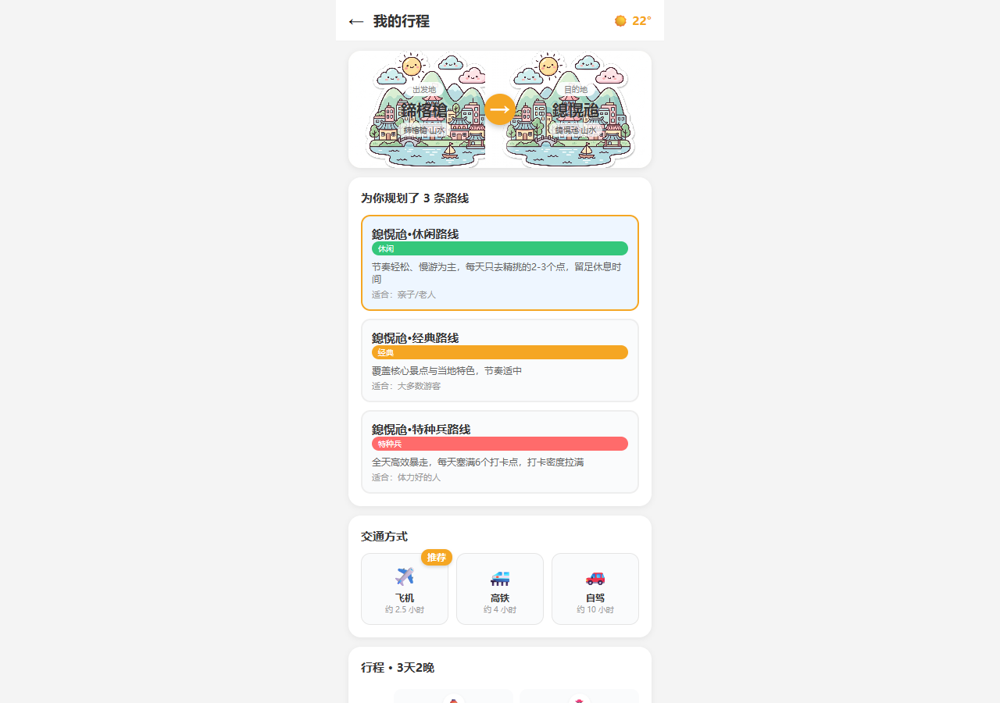 ← 我的行程
22°
出发地
鍗楁槍
鍗楁槍·山水
→
目的地
鎴愰兘
鎴愰兘·山水
为你规划了 3 条路线
鎴愰兘•休闲路线
休闲
节奏轻松、慢游为主，每天只去精挑的2-3个点，留足休息时
间
适合：亲子/老人
鎴愰兘•经典路线
经典
覆盖核心景点与当地特色，节奏适中
适合：大多数游客
鎴愰兘•特种兵路线
特种兵
全天高效暴走，每天塞满6个打卡点，打卡密度拉满
适合：体力好的人
交通方式
推荐
飞机
约 2.5 小时
高铁
约 4 小时
自驾
约 10 小时
行程 • 3天2晚